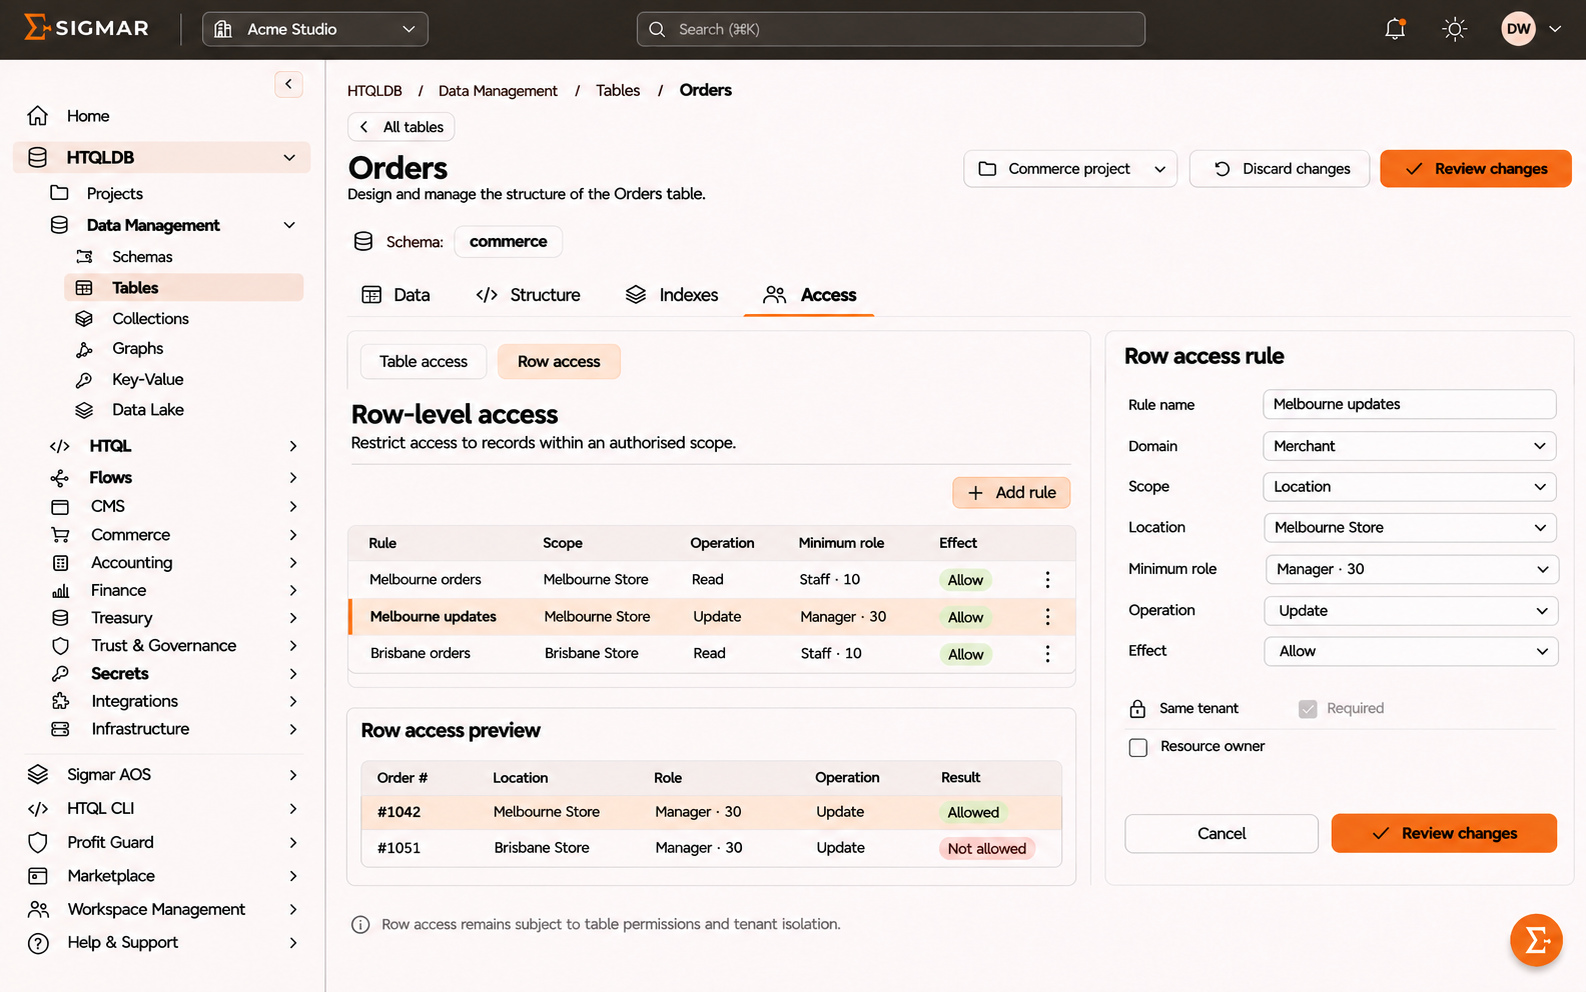 SIGMAR
Acme Studio
Search (⌘K)
DW
Home
HTQLDB
Projects
Data Management
Schemas
Tables
Collections
Graphs
Key-Value
Data Lake
HTQL
Flows
CMS
Commerce
Accounting
Finance
Treasury
Trust & Governance
Secrets
Integrations
Infrastructure
Sigmar AOS
HTQL CLI
Profit Guard
Marketplace
Workspace Management
Help & Support
HTQLDB / Data Management / Tables / Orders
All tables
Orders
Design and manage the structure of the Orders table.
Commerce project
Discard changes
Review changes
Schema: commerce
Data Structure Indexes Access
Table access Row access
Row-level access
Restrict access to records within an authorised scope.
+ Add rule
Rule Scope Operation Minimum role Effect
Melbourne orders Melbourne Store Read Staff · 10 Allow
Melbourne updates Melbourne Store Update Manager · 30 Allow
Brisbane orders Brisbane Store Read Staff · 10 Allow
Row access preview
Order # Location Role Operation Result
#1042 Melbourne Store Manager · 30 Update Allowed
#1051 Brisbane Store Manager · 30 Update Not allowed
Row access remains subject to table permissions and tenant isolation.
Row access rule
Rule name Melbourne updates
Domain Merchant
Scope Location
Location Melbourne Store
Minimum role Manager · 30
Operation Update
Effect Allow
Same tenant Required
Resource owner
Cancel Review changes